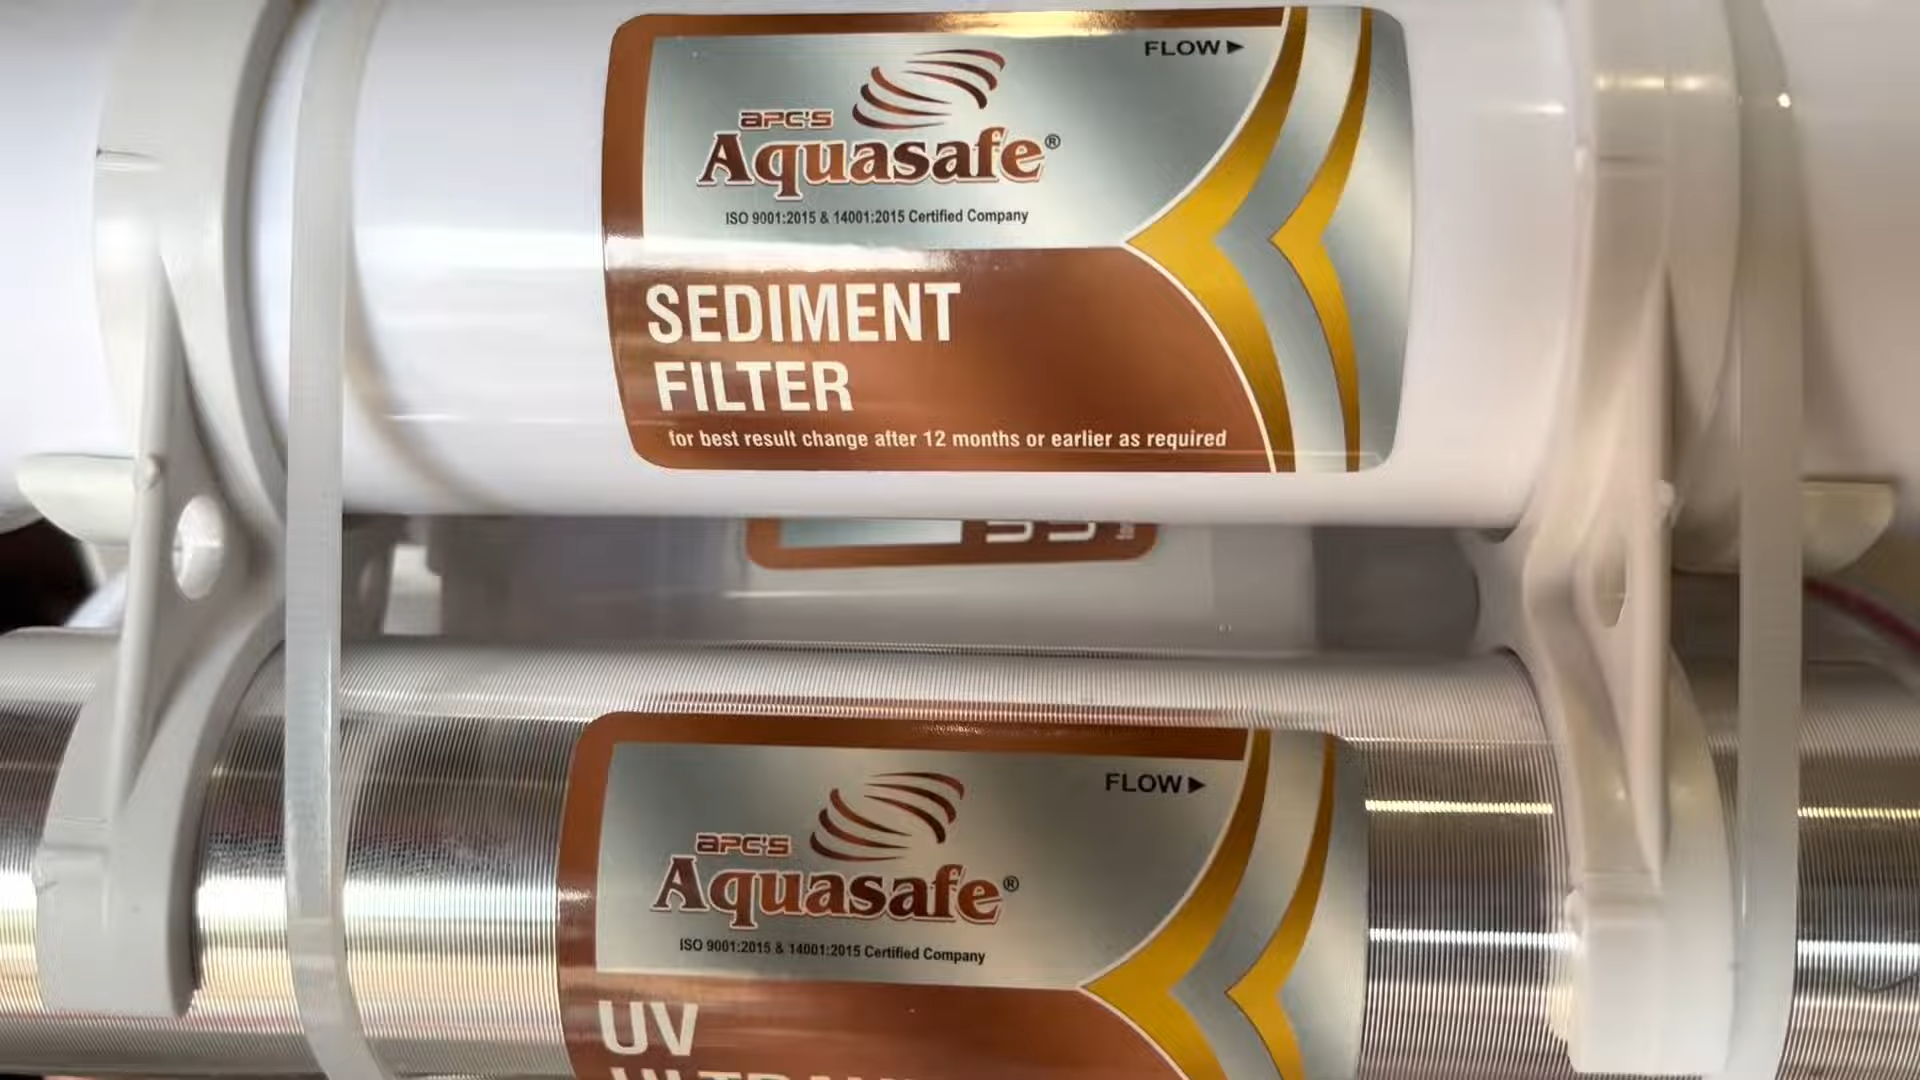 FLOW ▶
APC'S
Aquasafe®
ISO 9001:2015 & 14001:2015 Certified Company
SEDIMENT
FILTER
for best result change after 12 months or earlier as required
FLOW ▶
APC'S
Aquasafe®
ISO 9001:2015 & 14001:2015 Certified Company
UV